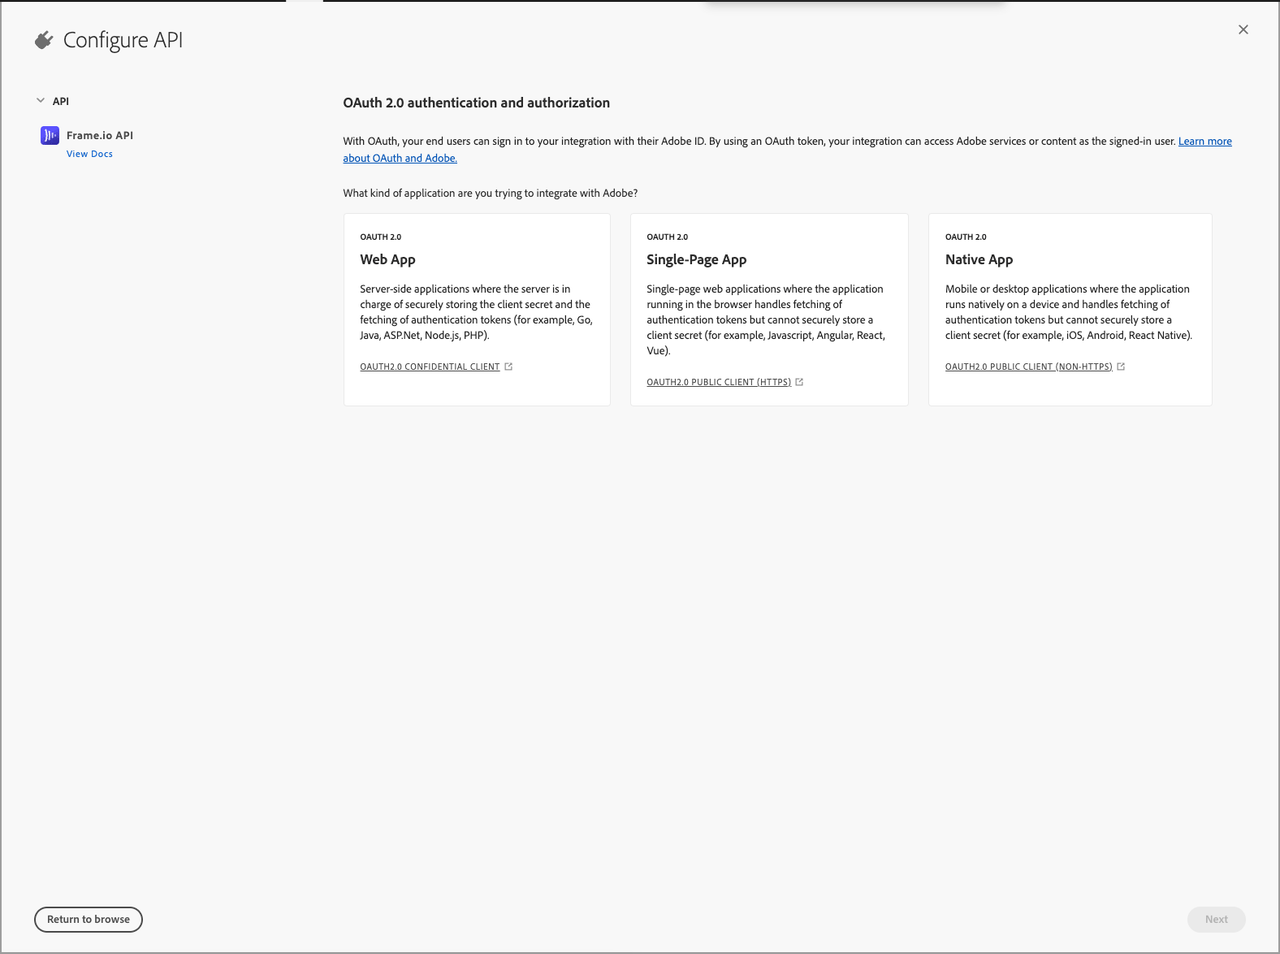 Configure API
API
Frame.io API
View Docs
OAuth 2.0 authentication and authorization
With OAuth, your end users can sign in to your integration with their Adobe ID. By using an OAuth token, your integration can access Adobe services or content as the signed-in user. Learn more
about OAuth and Adobe.
What kind of application are you trying to integrate with Adobe?
OAUTH 2.0
Web App
Server-side applications where the server is in
charge of securely storing the client secret and the
fetching of authentication tokens (for example, Go,
Java, ASP.Net, Node.js, PHP).
OAUTH2.0 CONFIDENTIAL CLIENT
OAUTH 2.0
Single-Page App
Single-page web applications where the application
running in the browser handles fetching of
authentication tokens but cannot securely store a
client secret (for example, Javascript, Angular, React,
Vue).
OAUTH2.0 PUBLIC CLIENT (HTTPS)
OAUTH 2.0
Native App
Mobile or desktop applications where the application
runs natively on a device and handles fetching of
authentication tokens but cannot securely store a
client secret (for example, iOS, Android, React Native).
OAUTH2.0 PUBLIC CLIENT (NON-HTTPS)
Return to browse
Next